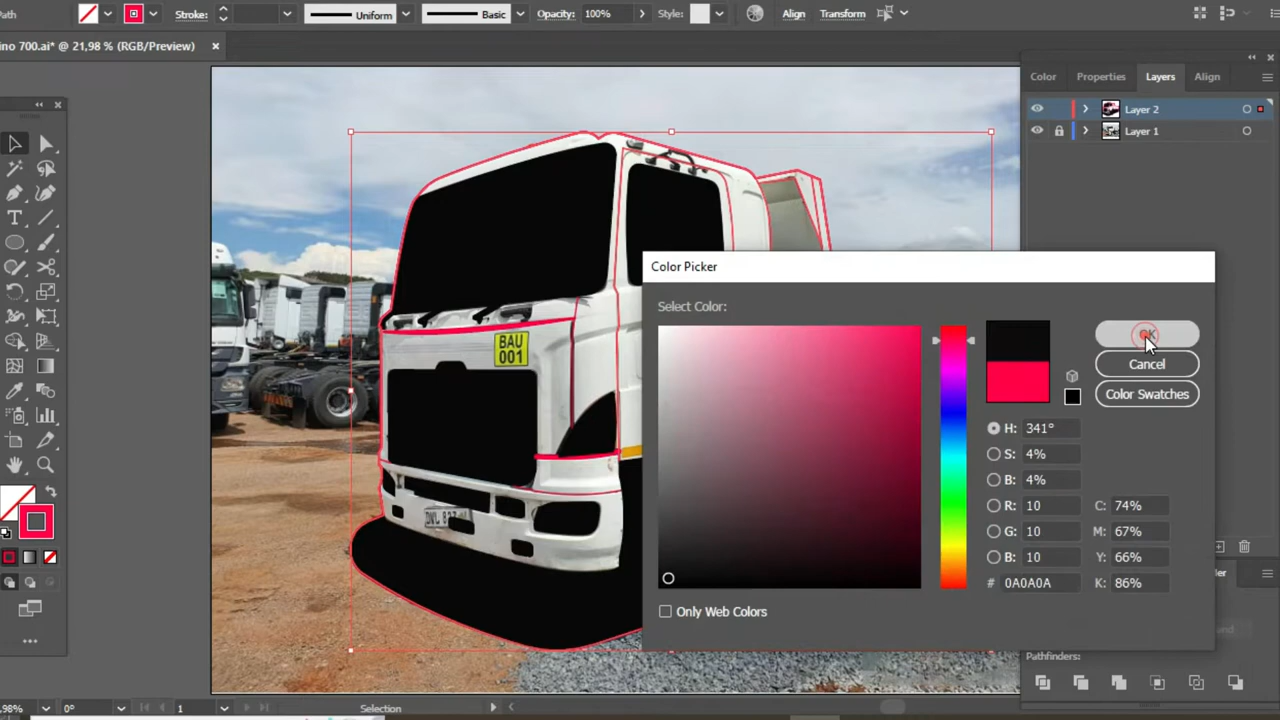 Path
Stroke:
Uniform
Basic
Opacity: 100%
Style:
Align
Transform
ino 700.ai* @ 21,98 % (RGB/Preview)
Color
Properties
Layers
Align
Layer 2
Layer 1
BAU
001
Color Picker
Select Color:
OK
Cancel
Color Swatches
H: 341°
S: 4%
B: 4%
R: 10
G: 10
B: 10
# 0A0A0A
C: 74%
M: 67%
Y: 66%
K: 86%
Only Web Colors
Pathfinders:
,98%
0°
1
Selection